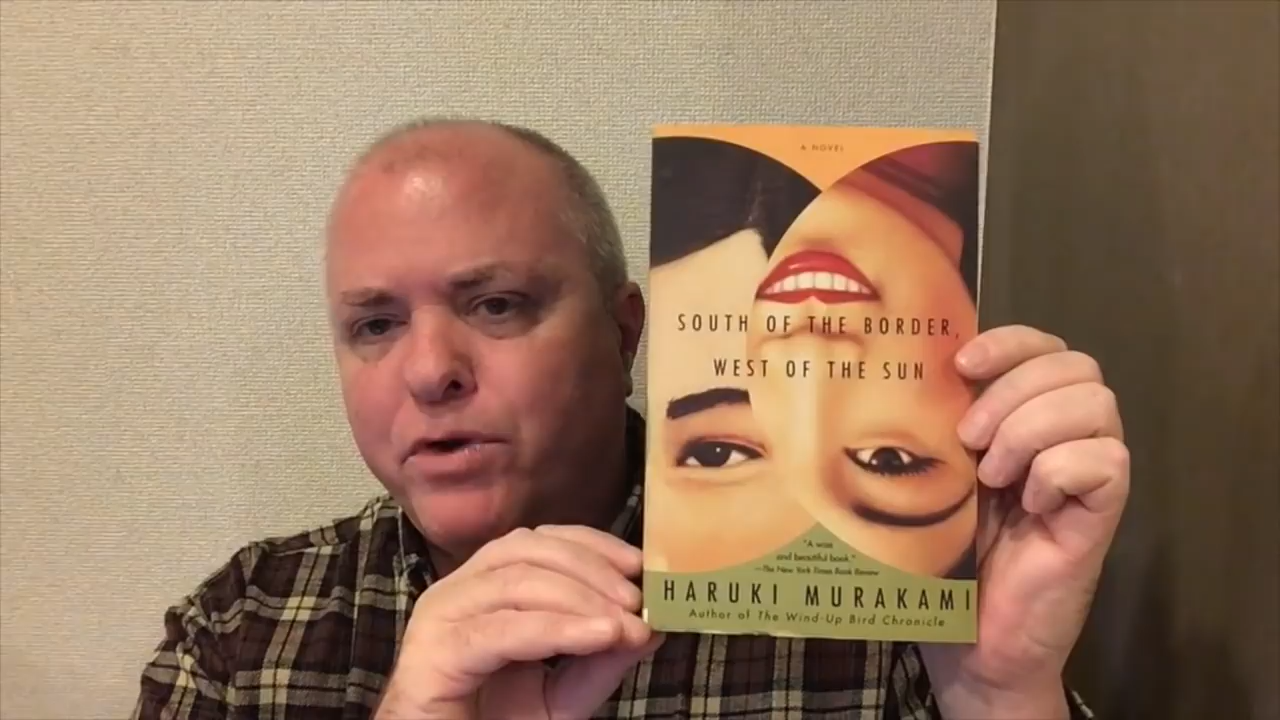 A NOVEL
SOUTH OF THE BORDER,
WEST OF THE SUN
"A wise
and beautiful book."
—The New York Times Book Review
HARUKI MURAKAMI
Author of The Wind-Up Bird Chronicle